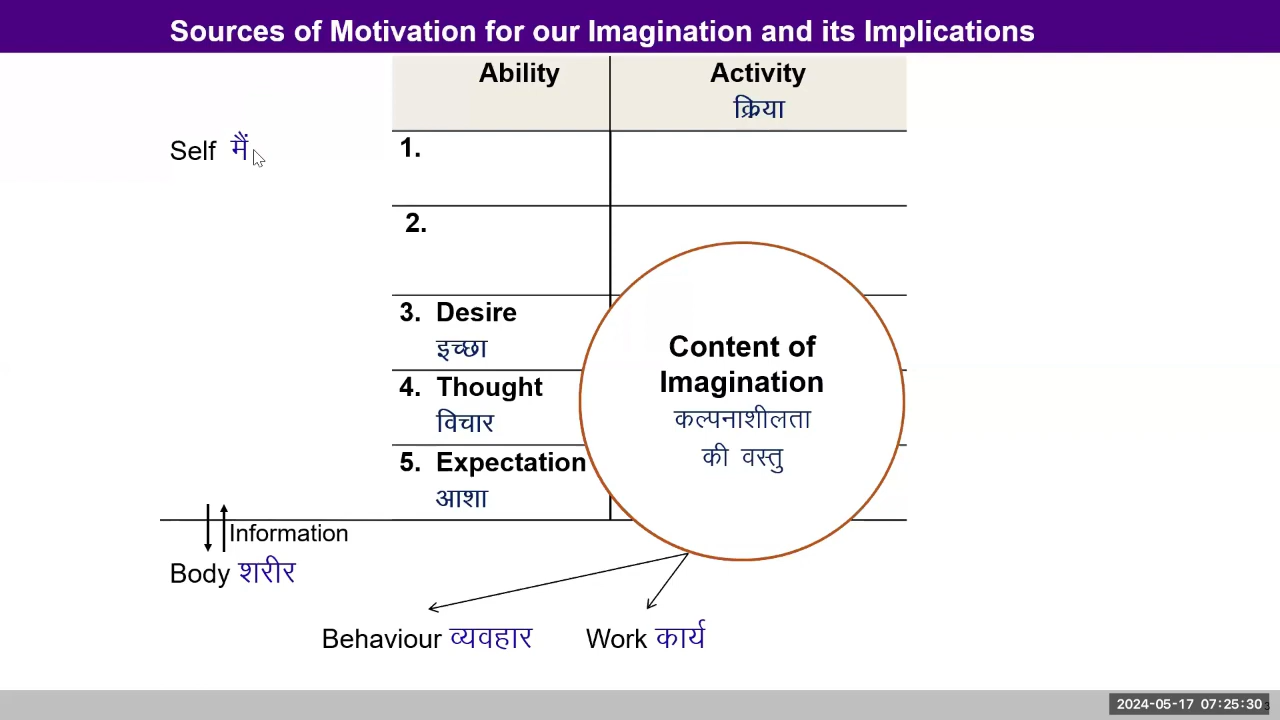 Sources of Motivation for our Imagination and its Implications
Ability
Activity
क्रिया
Self मैं
1.
2.
3. Desire
इच्छा
4. Thought
विचार
5. Expectation
आशा
Content of
Imagination
कल्पनाशीलता
की वस्तु
Information
Body शरीर
Behaviour व्यवहार
Work कार्य
2024-05-17 07:25:30
3